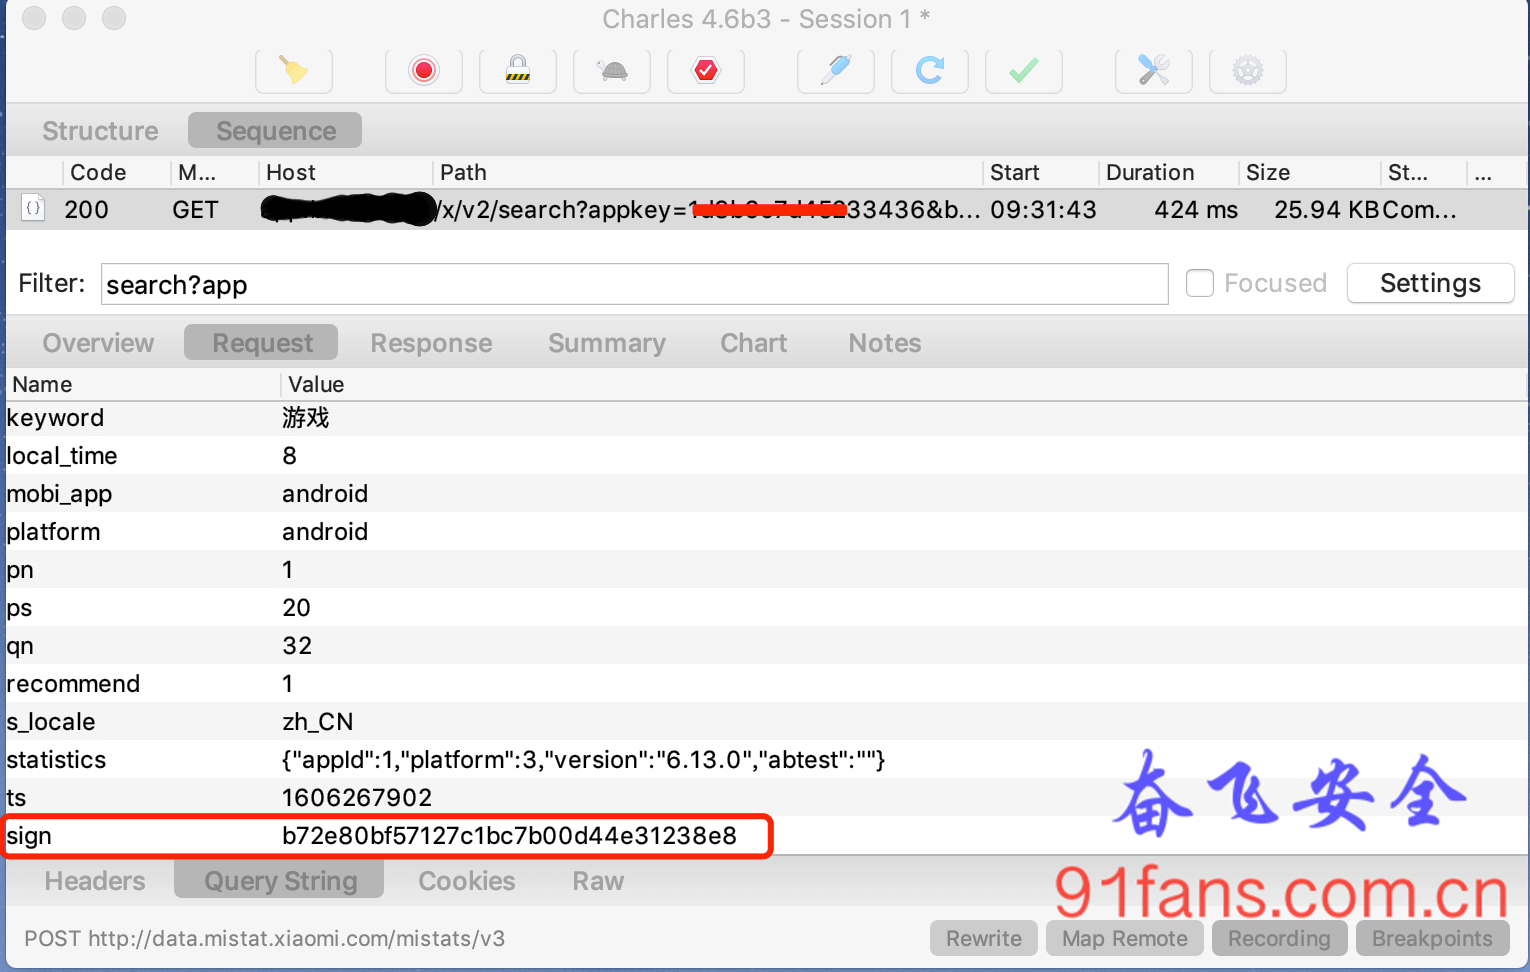 Charles 4.6b3 - Session 1 *
Structure Sequence
Code M... Host Path Start Duration Size St... ...
{} 200 GET /x/v2/search?appkey= 33436&b... 09:31:43 424 ms 25.94 KB Com...
Filter: search?app Focused Settings
Overview Request Response Summary Chart Notes
Name Value
keyword 游戏
local_time 8
mobi_app android
platform android
pn 1
ps 20
qn 32
recommend 1
s_locale zh_CN
statistics {"appId":1,"platform":3,"version":"6.13.0","abtest":""}
ts 1606267902
sign b72e80bf57127c1bc7b00d44e31238e8
奋飞安全
91fans.com.cn
Headers Query String Cookies Raw
POST http://data.mistat.xiaomi.com/mistats/v3 Rewrite Map Remote Recording Breakpoints